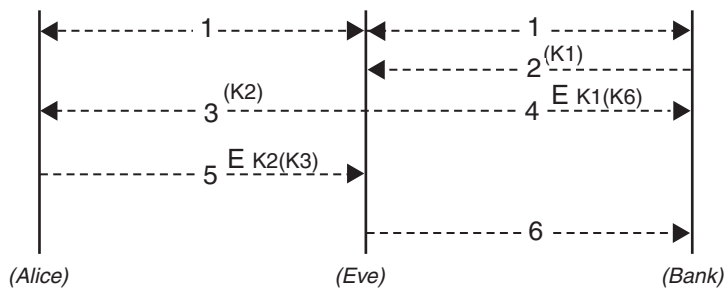 1 1
2 (K1)
3 (K2) 4 E K1(K6)
5 E K2(K3)
6
(Alice) (Eve) (Bank)